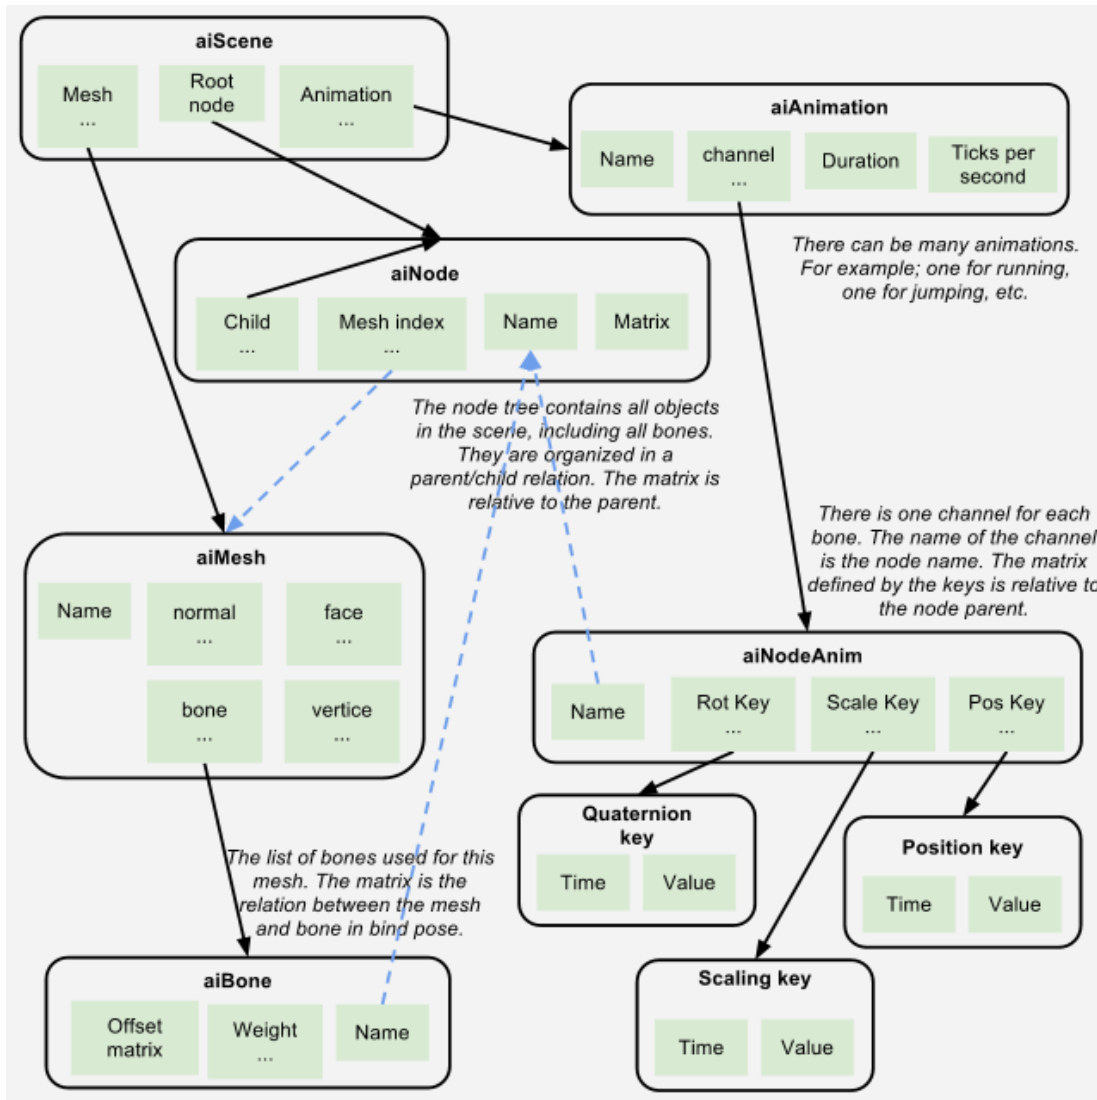 aiScene
Mesh
...
Root
node
Animation
...
aiAnimation
Name
channel
...
Duration
Ticks per
second
There can be many animations.
For example; one for running,
one for jumping, etc.
aiNode
Child
...
Mesh index
...
Name
Matrix
The node tree contains all objects
in the scene, including all bones.
They are organized in a
parent/child relation. The matrix is
relative to the parent.
There is one channel for each
bone. The name of the channel
is the node name. The matrix
defined by the keys is relative to
the node parent.
aiMesh
Name
normal
...
face
...
bone
...
vertice
...
aiNodeAnim
Name
Rot Key
...
Scale Key
...
Pos Key
...
Quaternion
key
Time
Value
Position key
Time
Value
The list of bones used for this
mesh. The matrix is the
relation between the mesh
and bone in bind pose.
aiBone
Offset
matrix
Weight
...
Name
Scaling key
Time
Value